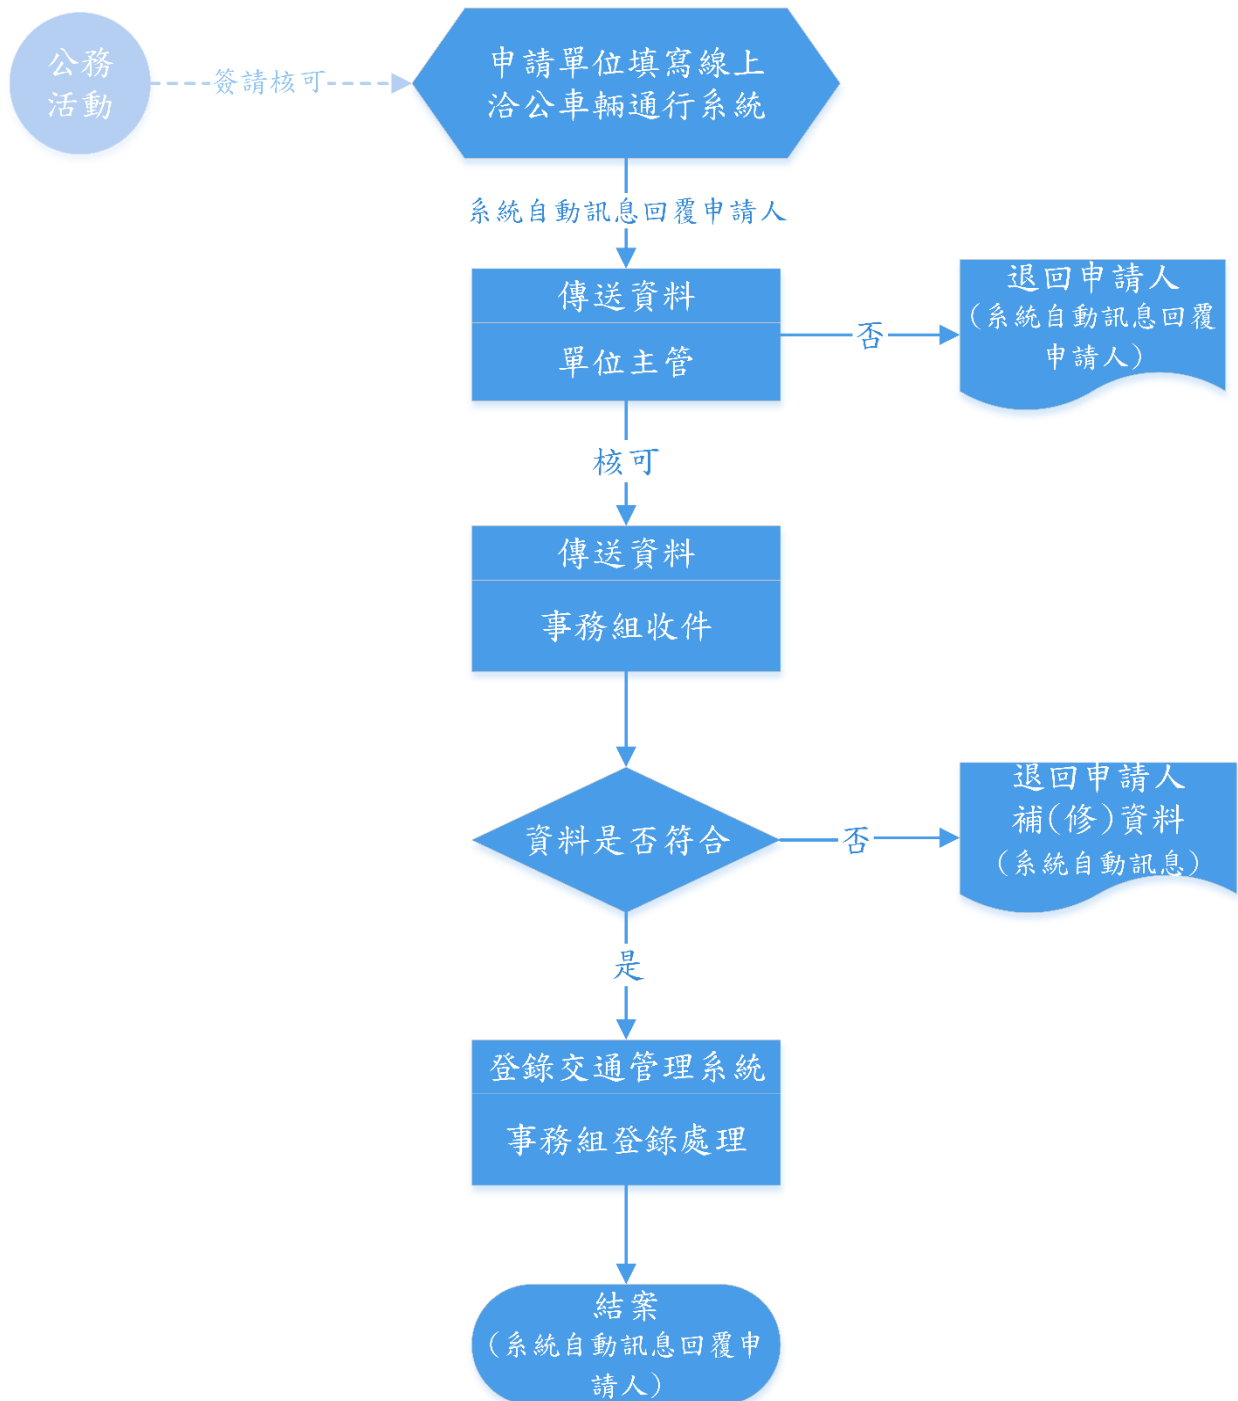 公務
活動
簽請核可
申請單位填寫線上
洽公車輛通行系統
系統自動訊息回覆申請人
傳送資料
單位主管
否
退回申請人
（系統自動訊息回覆
申請人）
核可
傳送資料
事務組收件
資料是否符合
否
退回申請人
補(修)資料
（系統自動訊息）
是
登錄交通管理系統
事務組登錄處理
結案
（系統自動訊息回覆申
請人）